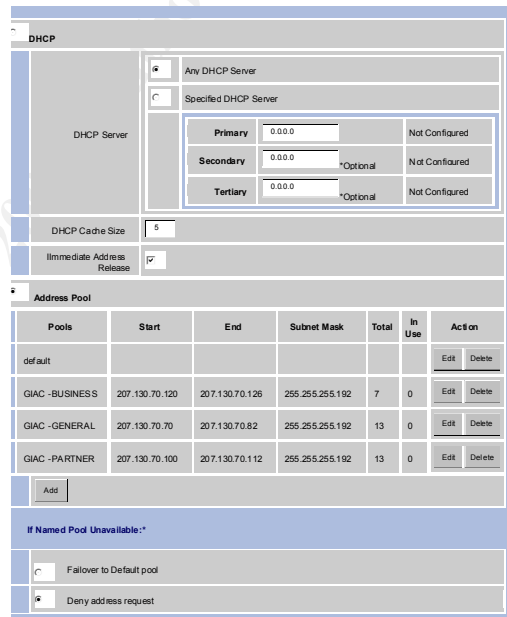 DHCP
Any DHCP Server
Specified DHCP Server
DHCP Server
Primary 0.0.0.0 Not Configured
Secondary 0.0.0.0 *Optional Not Configured
Tertiary 0.0.0.0 *Optional Not Configured
DHCP Cache Size 5
IImmediate Address
Release
Address Pool
Pools Start End Subnet Mask Total In Use Action
default Edit Delete
GIAC -BUSINESS 207.130.70.120 207.130.70.126 255.255.255.192 7 0 Edit Delete
GIAC -GENERAL 207.130.70.70 207.130.70.82 255.255.255.192 13 0 Edit Delete
GIAC -PARTNER 207.130.70.100 207.130.70.112 255.255.255.192 13 0 Edit Delete
Add
If Named Pool Unavailable:*
Failover to Default pool
Deny address request